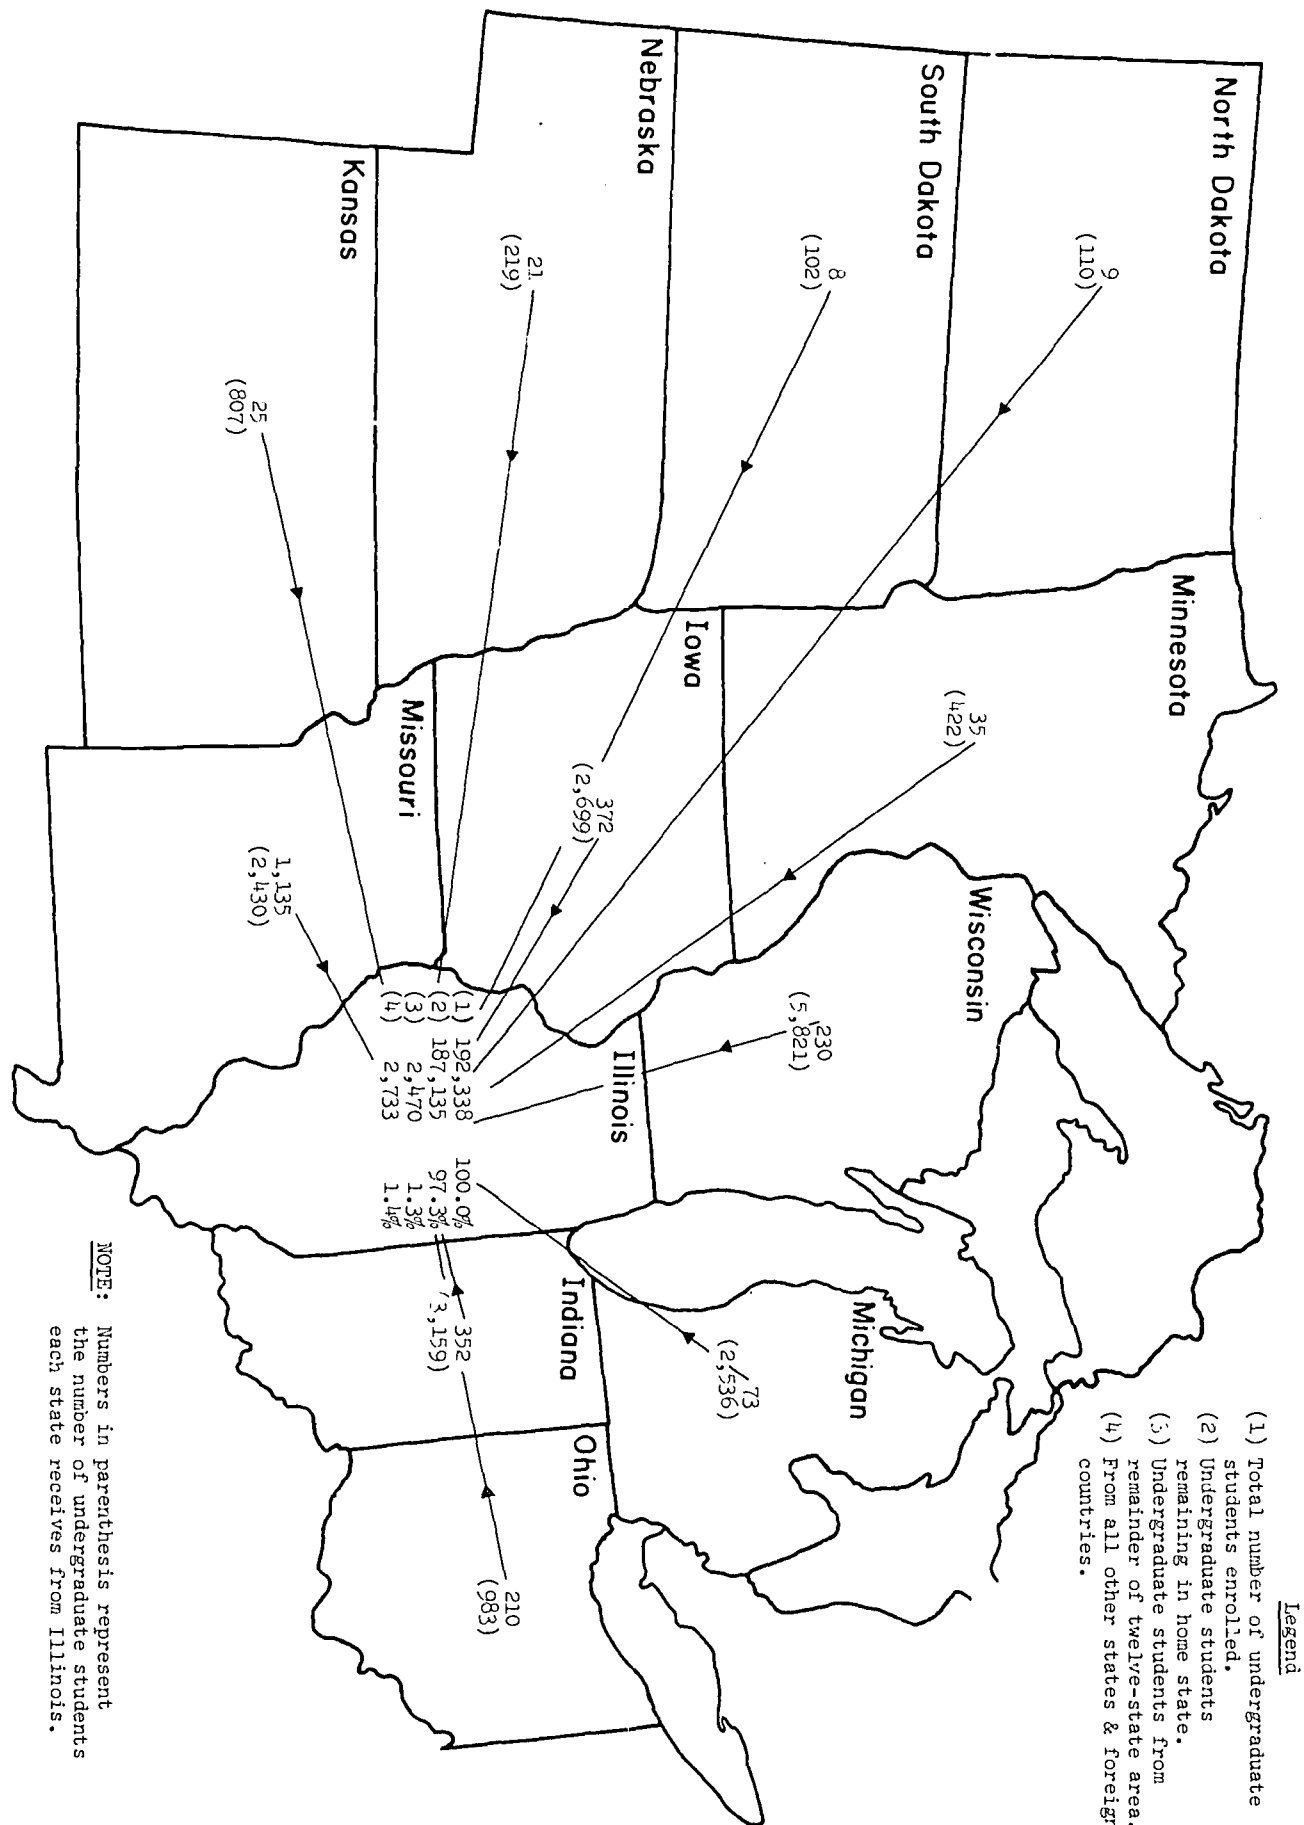 Legend
(1) Total number of undergraduate
students enrolled.
(2) Undergraduate students
remaining in home state.
(3) Undergraduate students from
remainder of twelve-state area.
(4) From all other states & foreign
countries.
North Dakota
9
(110)
Minnesota
35
(422)
South Dakota
8
(102)
Wisconsin
230
(5,821)
Michigan
73
(2,536)
Nebraska
21
(219)
Iowa
372
(2,699)
Illinois
(1) 192,338 100.0%
(2) 187,135 97.3%
(3) 2,470 1.3%
(4) 2,733 1.4%
Indiana
352
(3,159)
Ohio
210
(983)
Kansas
25
(807)
Missouri
1,135
(2,430)
NOTE: Numbers in parenthesis represent
the number of undergraduate students
each state receives from Illinois.